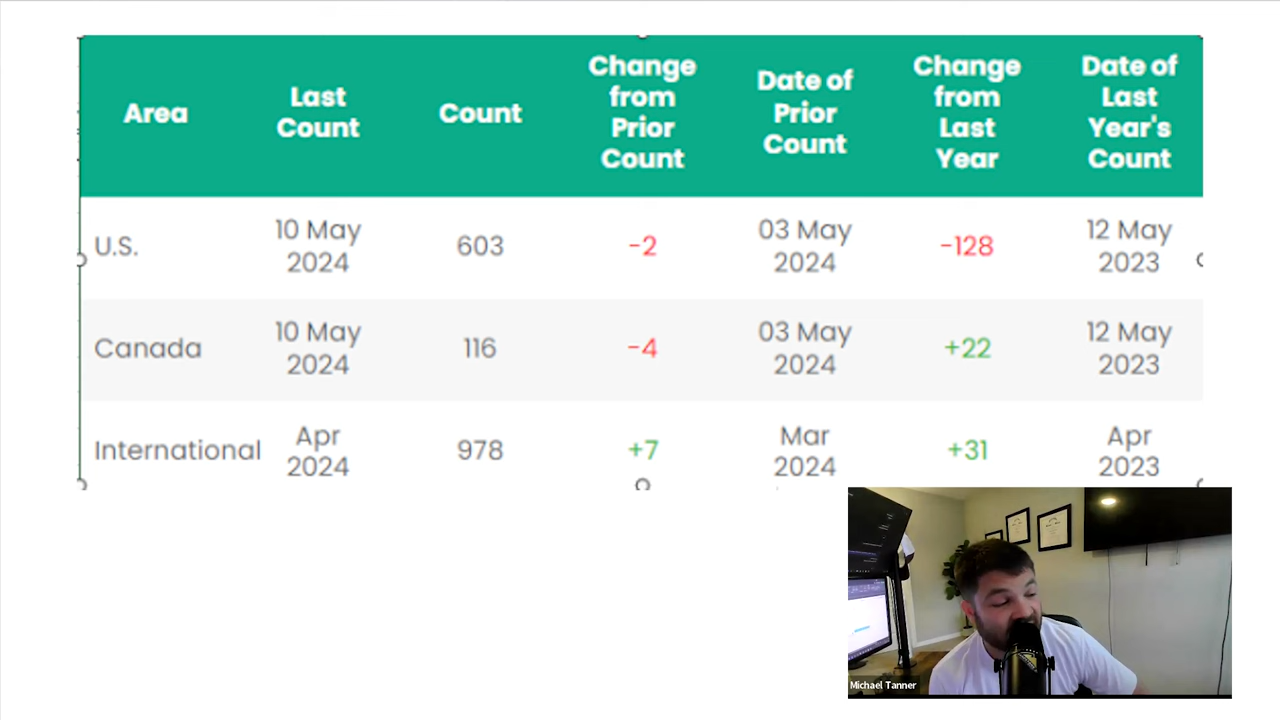 Area
Last
Count
Count
Change
from
Prior
Count
Date of
Prior
Count
Change
from
Last
Year
Date of
Last
Year's
Count
U.S.
10 May
2024
603
-2
03 May
2024
-128
12 May
2023
Canada
10 May
2024
116
-4
03 May
2024
+22
12 May
2023
International
Apr
2024
978
+7
Mar
2024
+31
Apr
2023
Michael Tanner